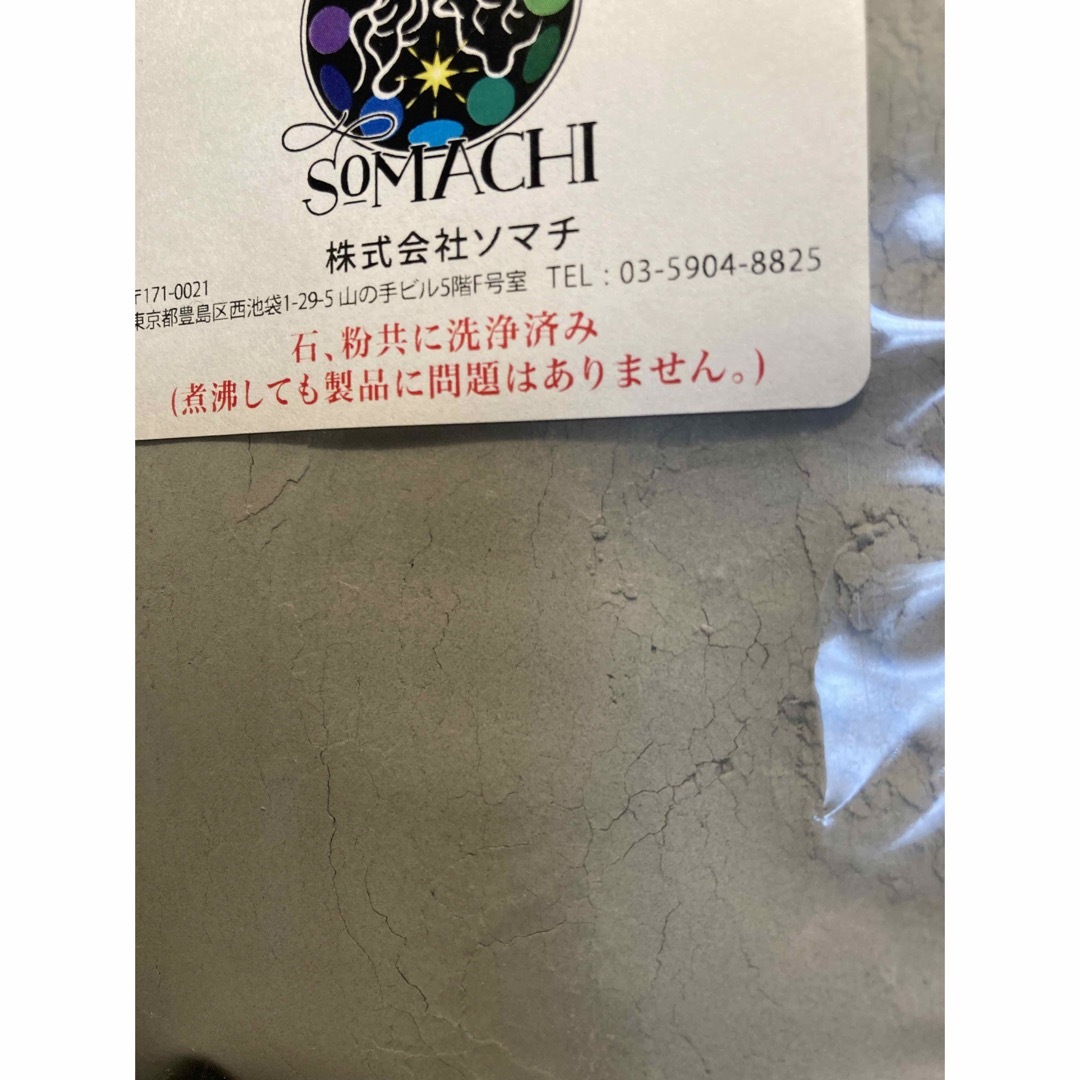 SoMACHI
株式会社ソマチ
〒171-0021
東京都豊島区西池袋1-29-5 山の手ビル5階F号室 TEL：03-5904-8825
石、粉共に洗浄済み
(煮沸しても製品に問題はありません。)